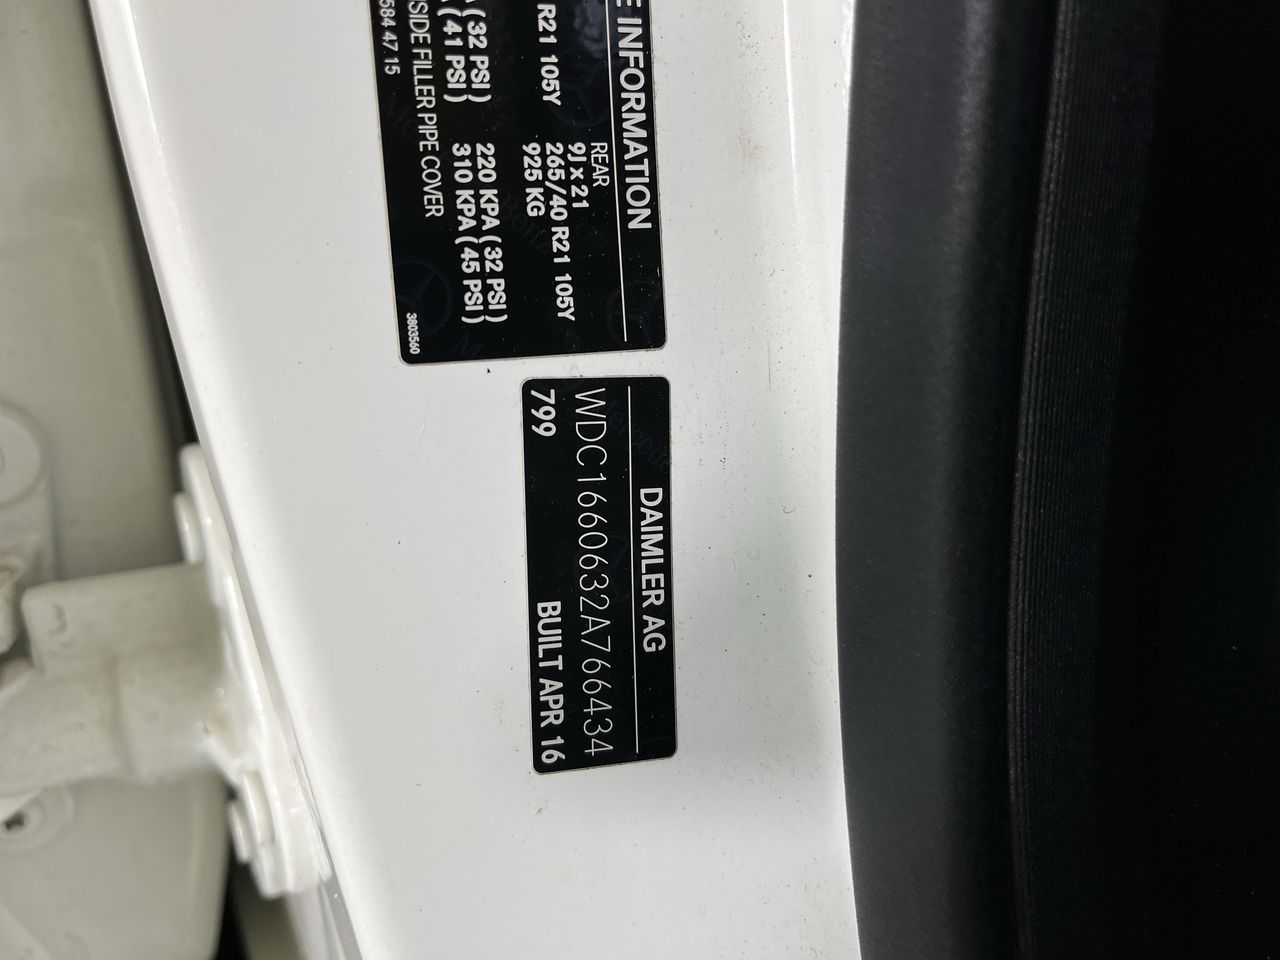 E INFORMATION
REAR
9J x 21
R21 105Y 265/40 R21 105Y
925 KG
(32 PSI) 220 KPA (32 PSI)
(41 PSI) 310 KPA (45 PSI)
SIDE FILLER PIPE COVER
584 47 15 3803560
DAIMLER AG
WDC1660632A766434
799 BUILT APR 16